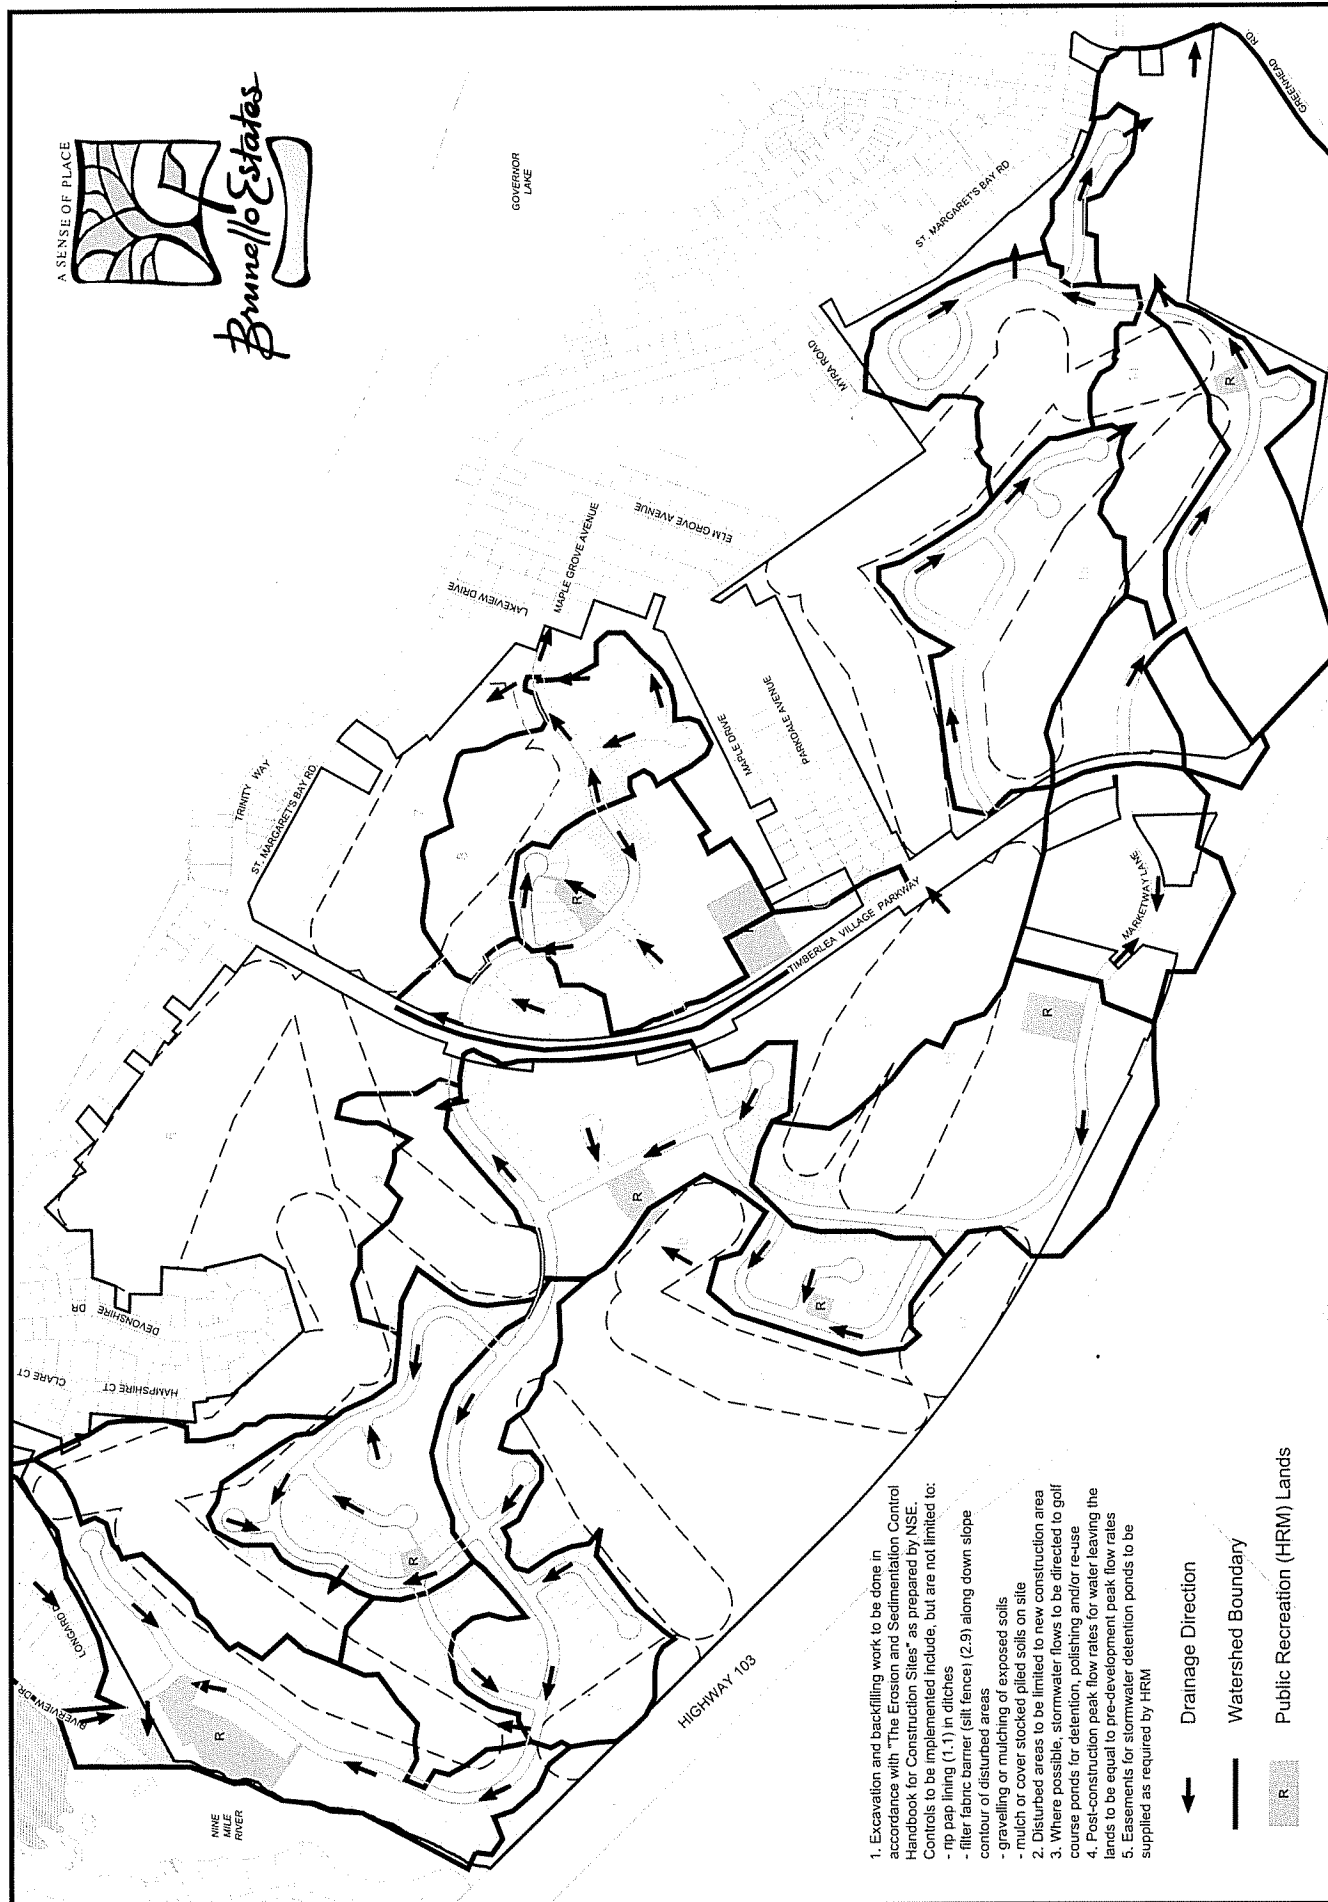 A SENSE OF PLACE
Brunello Estates
GOVERNOR
LAKE
GREENHEAD
RD.
ST. MARGARET'S BAY RD
MYRA ROAD
ELM GROVE AVENUE
MAPLE GROVE AVENUE
LAKEVIEW DRIVE
PARKDALE AVENUE
MAPLE DRIVE
TRINITY WAY
ST. MARGARET'S BAY RD
TIMBERLEA VILLAGE PARKWAY
MARKETWAY LANE
DEVONSHIRE DR
HAMPSHIRE CT
CLARE CT
RIVERVIEW DR
NINE
MILE
RIVER
HIGHWAY 103
R
R
R
R
R
R
R
1. Excavation and backfilling work to be done in
accordance with "The Erosion and Sedimentation Control
Handbook for Construction Sites" as prepared by NSE.
Controls to be implemented include, but are not limited to:
- rip rap lining (1.1) in ditches
- filter fabric barrier (silt fence) (2.9) along down slope
contour of disturbed areas
- gravelling or mulching of exposed soils
- mulch or cover stocked piled soils on site
2. Disturbed areas to be limited to new construction area
3. Where possible, stormwater flows to be directed to golf
course ponds for detention, polishing and/or re-use
4. Post-construction peak flow rates for water leaving the
lands to be equal to pre-development peak flow rates
5. Easements for stormwater detention ponds to be
supplied as required by HRM
Drainage Direction
Watershed Boundary
R
Public Recreation (HRM) Lands